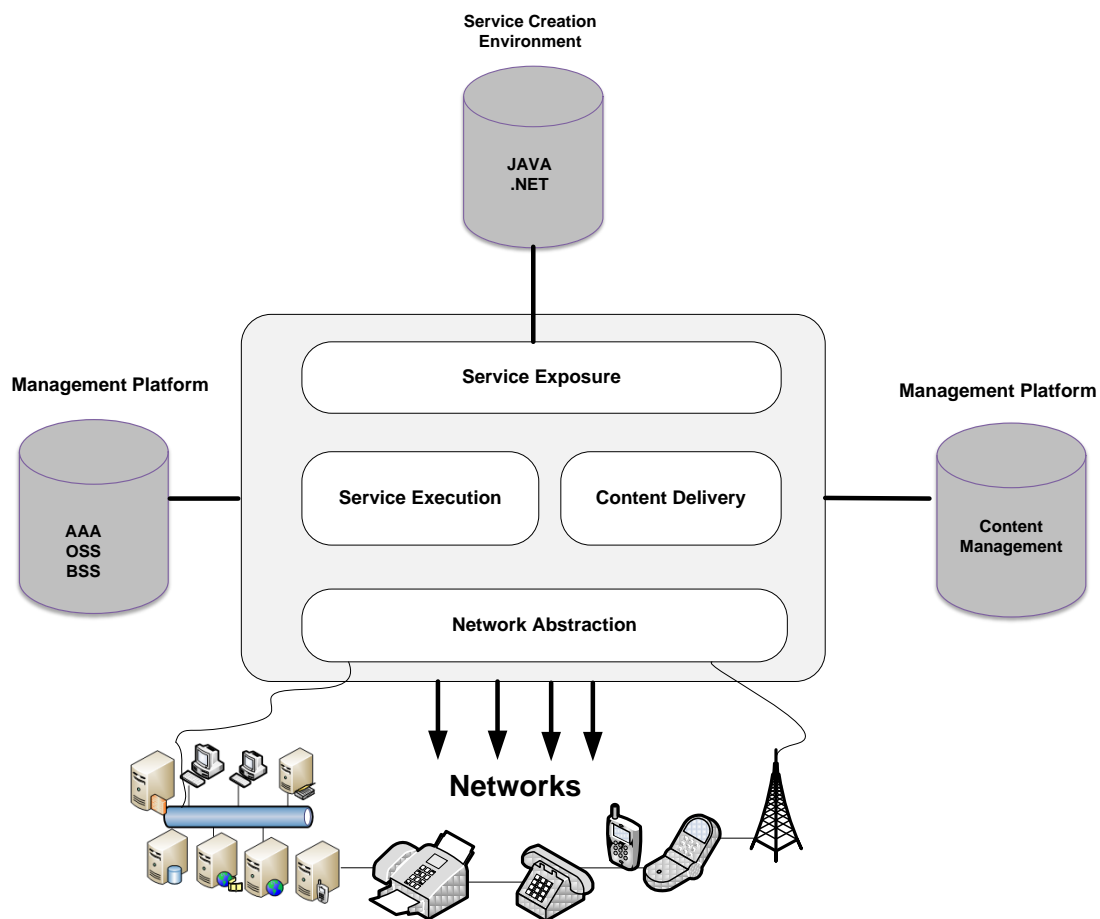 Service Creation
Environment
JAVA
.NET
Service Exposure
Management Platform
Management Platform
Service Execution
Content Delivery
AAA
OSS
BSS
Content
Management
Network Abstraction
Networks